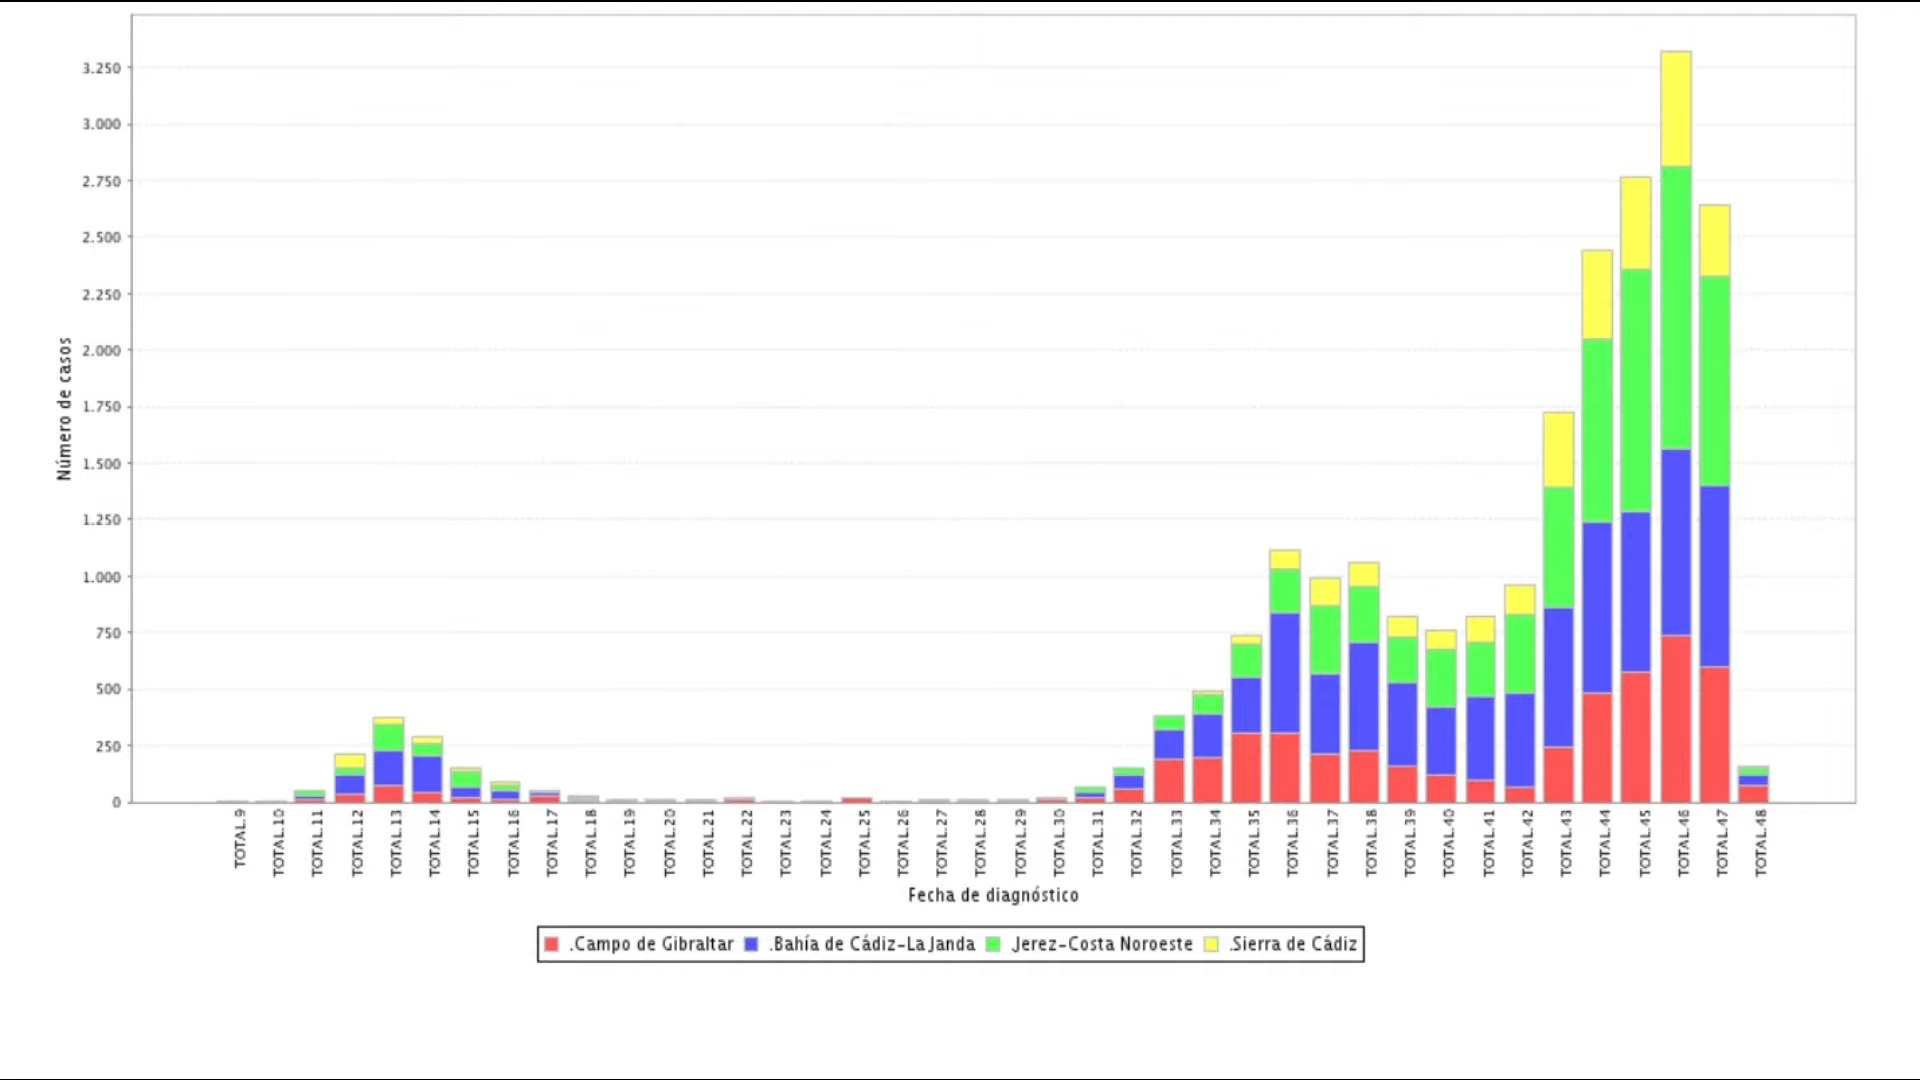 3.250
3.000
2.750
2.500
2.250
2.000
1.750
1.500
1.250
1.000
750
500
250
0
Número de casos
TOTAL.9
TOTAL.10
TOTAL.11
TOTAL.12
TOTAL.13
TOTAL.14
TOTAL.15
TOTAL.16
TOTAL.17
TOTAL.18
TOTAL.19
TOTAL.20
TOTAL.21
TOTAL.22
TOTAL.23
TOTAL.24
TOTAL.25
TOTAL.26
TOTAL.27
TOTAL.28
TOTAL.29
TOTAL.30
TOTAL.31
TOTAL.32
TOTAL.33
TOTAL.34
TOTAL.35
TOTAL.36
TOTAL.37
TOTAL.38
TOTAL.39
TOTAL.40
TOTAL.41
TOTAL.42
TOTAL.43
TOTAL.44
TOTAL.45
TOTAL.46
TOTAL.47
TOTAL.48
Fecha de diagnóstico
.Campo de Gibraltar .Bahía de Cádiz-La Janda .Jerez-Costa Noroeste .Sierra de Cádiz